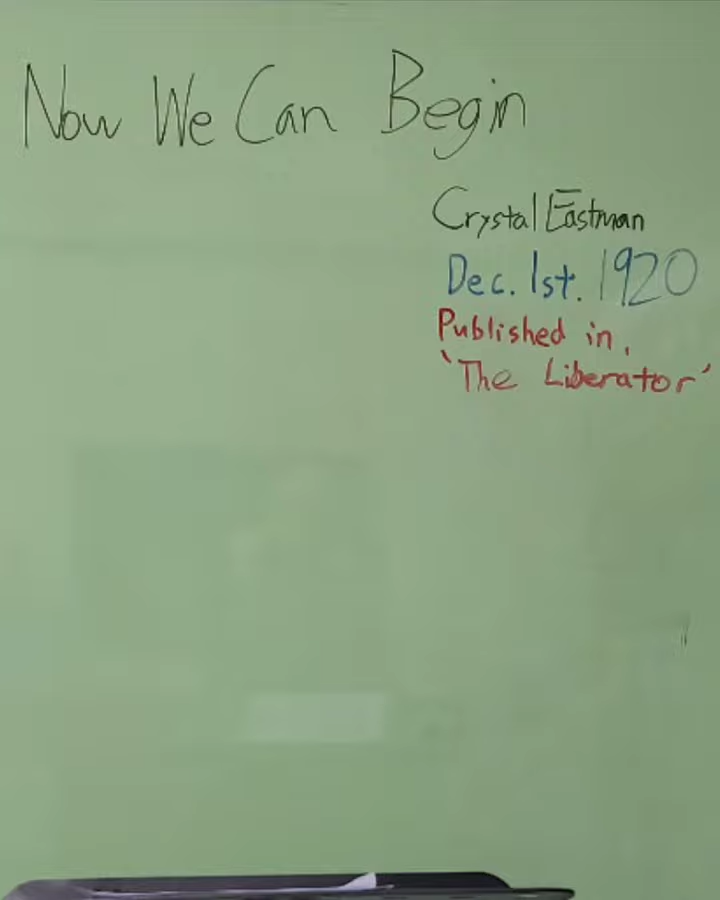 Now We Can Begin
Crystal Eastman
Dec. 1st. 1920
Published in,
'The Liberator'